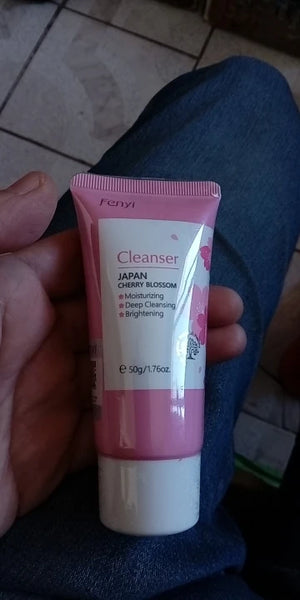 Fenyi
Cleanser
JAPAN
CHERRY BLOSSOM
Moisturizing
Deep Cleansing
Brightening
℮ 50g/1.76oz.